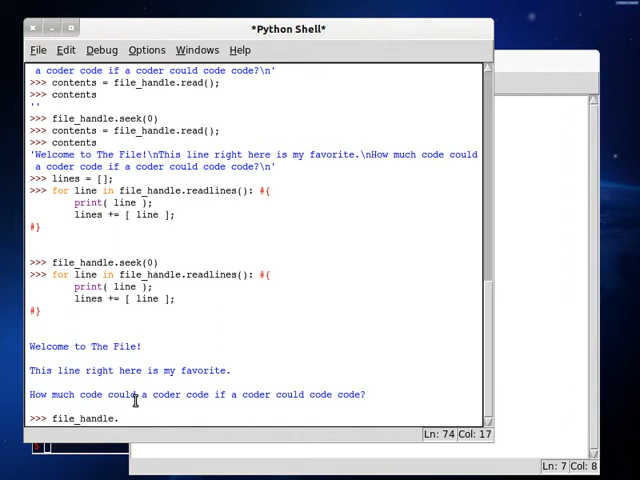 *Python Shell*
File Edit Debug Options Windows Help
a coder code if a coder could code code?\n'
>>> contents = file_handle.read();
>>> contents
''
>>> file_handle.seek(0)
>>> contents = file_handle.read();
>>> contents
'Welcome to The File!\nThis line right here is my favorite.\nHow much code could
a coder code if a coder could code code?\n'
>>> lines = [];
>>> for line in file_handle.readlines(): #{
print( line );
lines += [ line ];
#}
>>> file_handle.seek(0)
>>> for line in file_handle.readlines(): #{
print( line );
lines += [ line ];
#}
Welcome to The File!
This line right here is my favorite.
How much code could a coder code if a coder could code code?
>>> file_handle.
Ln: 74 Col: 17
$
Ln: 7 Col: 8